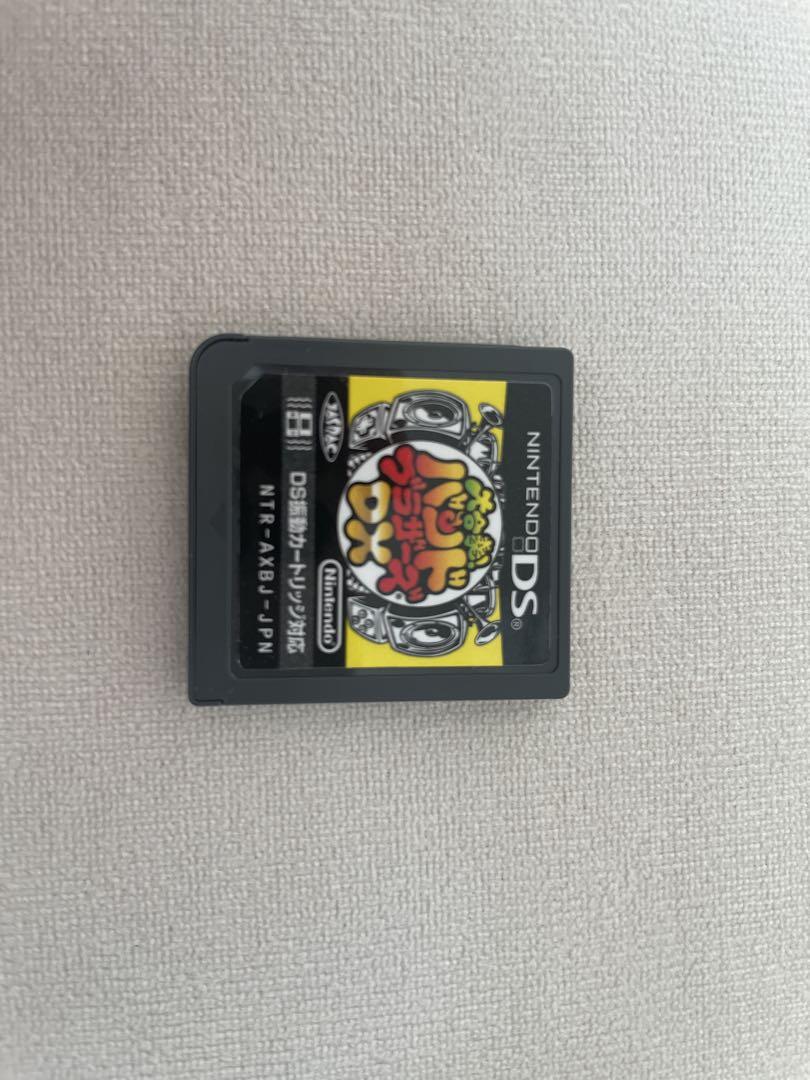 NINTENDO DS®
大合奏!
バンド
ブラザーズ
DX
Nintendo
DS振動カートリッジ対応
NTR-AXBJ-JPN